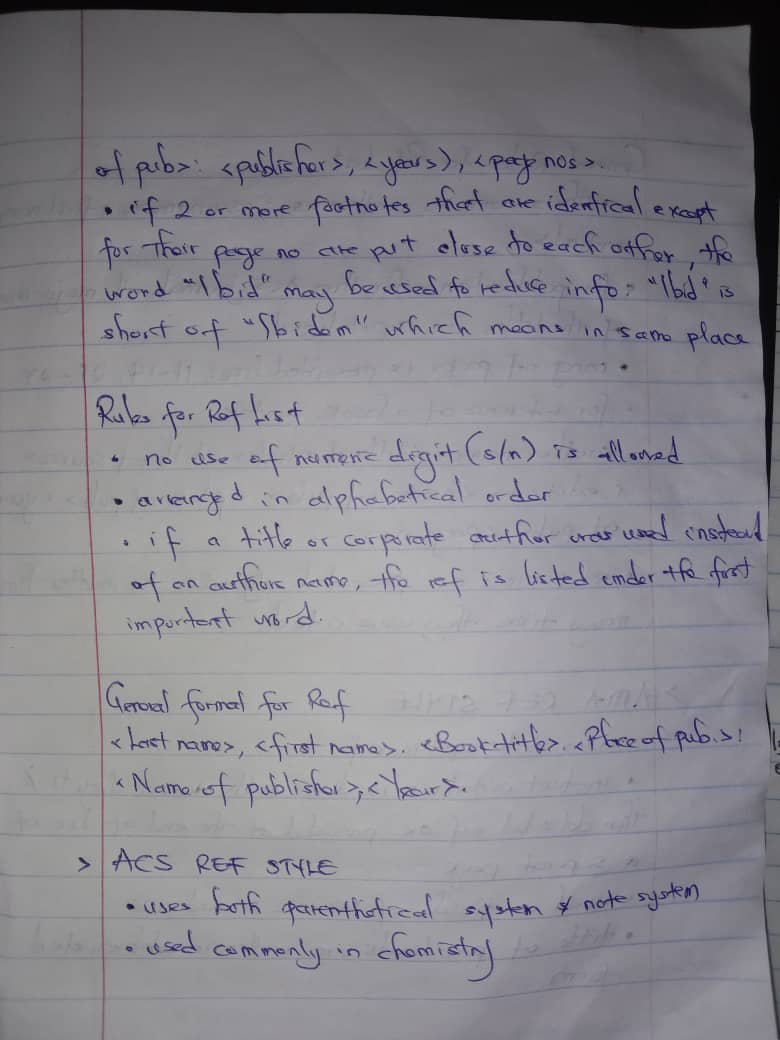 of pub>: <publisher>, <years), <page nos>.
• if 2 or more footnotes that are identical except
for their page no are put close to each other, the
word "Ibid" may be used to reduce info: "Ibid" is
short of "Ibidem" which means in same place
.
Rules for Ref List
• no use of numeric digit (s/n) is allowed
• arranged in alphabetical order
• if a title or corporate author was used instead
of an authors name, the ref is listed under the first
important word.
General format for Ref
<Last name>, <first name>. <Book title>. <Place of pub.>:
<Name of publisher>, <Year>.
> ACS REF STYLE
• uses both parenthetical system & note system
• used commonly in chemistry